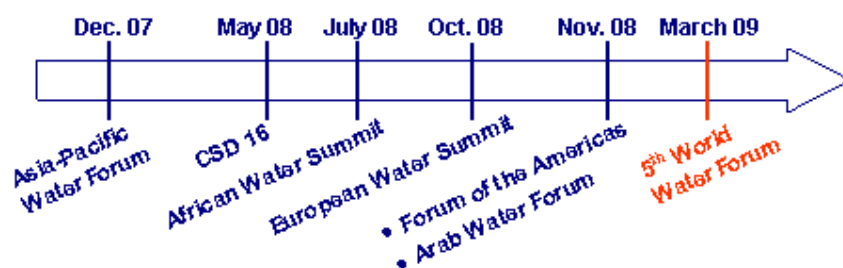 Dec. 07
May 08
July 08
Oct. 08
Nov. 08
March 09
Asia-Pacific
Water Forum
CSD 16
African Water Summit
European Water Summit
• Forum of the Americas
• Arab Water Forum
5th World
Water Forum